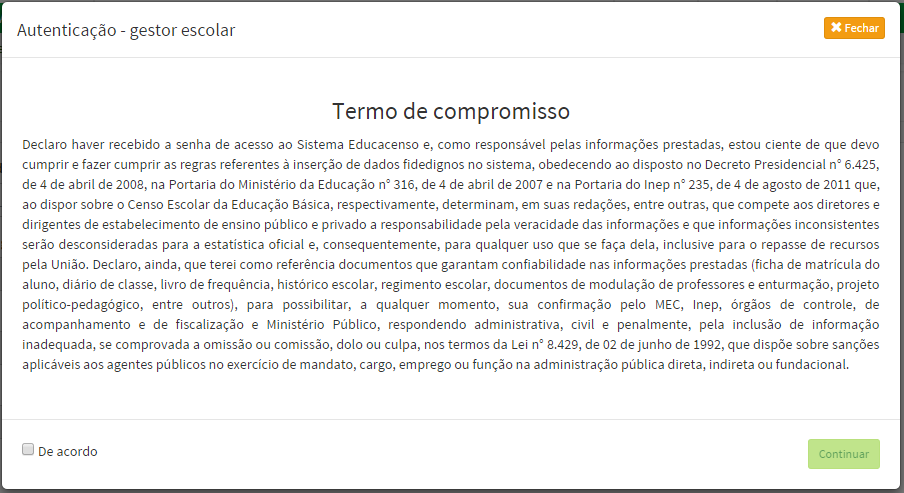 Autenticação - gestor escolar
✖ Fechar
Termo de compromisso
Declaro haver recebido a senha de acesso ao Sistema Educacenso e, como responsável pelas informações prestadas, estou ciente de que devo
cumprir e fazer cumprir as regras referentes à inserção de dados fidedignos no sistema, obedecendo ao disposto no Decreto Presidencial n° 6.425,
de 4 de abril de 2008, na Portaria do Ministério da Educação n° 316, de 4 de abril de 2007 e na Portaria do Inep n° 235, de 4 de agosto de 2011 que,
ao dispor sobre o Censo Escolar da Educação Básica, respectivamente, determinam, em suas redações, entre outras, que compete aos diretores e
dirigentes de estabelecimento de ensino público e privado a responsabilidade pela veracidade das informações e que informações inconsistentes
serão desconsideradas para a estatística oficial e, consequentemente, para qualquer uso que se faça dela, inclusive para o repasse de recursos
pela União. Declaro, ainda, que terei como referência documentos que garantam confiabilidade nas informações prestadas (ficha de matrícula do
aluno, diário de classe, livro de frequência, histórico escolar, regimento escolar, documentos de modulação de professores e enturmação, projeto
político-pedagógico, entre outros), para possibilitar, a qualquer momento, sua confirmação pelo MEC, Inep, órgãos de controle, de
acompanhamento e de fiscalização e Ministério Público, respondendo administrativa, civil e penalmente, pela inclusão de informação
inadequada, se comprovada a omissão ou comissão, dolo ou culpa, nos termos da Lei n° 8.429, de 02 de junho de 1992, que dispõe sobre sanções
aplicáveis aos agentes públicos no exercício de mandato, cargo, emprego ou função na administração pública direta, indireta ou fundacional.
De acordo
Continuar